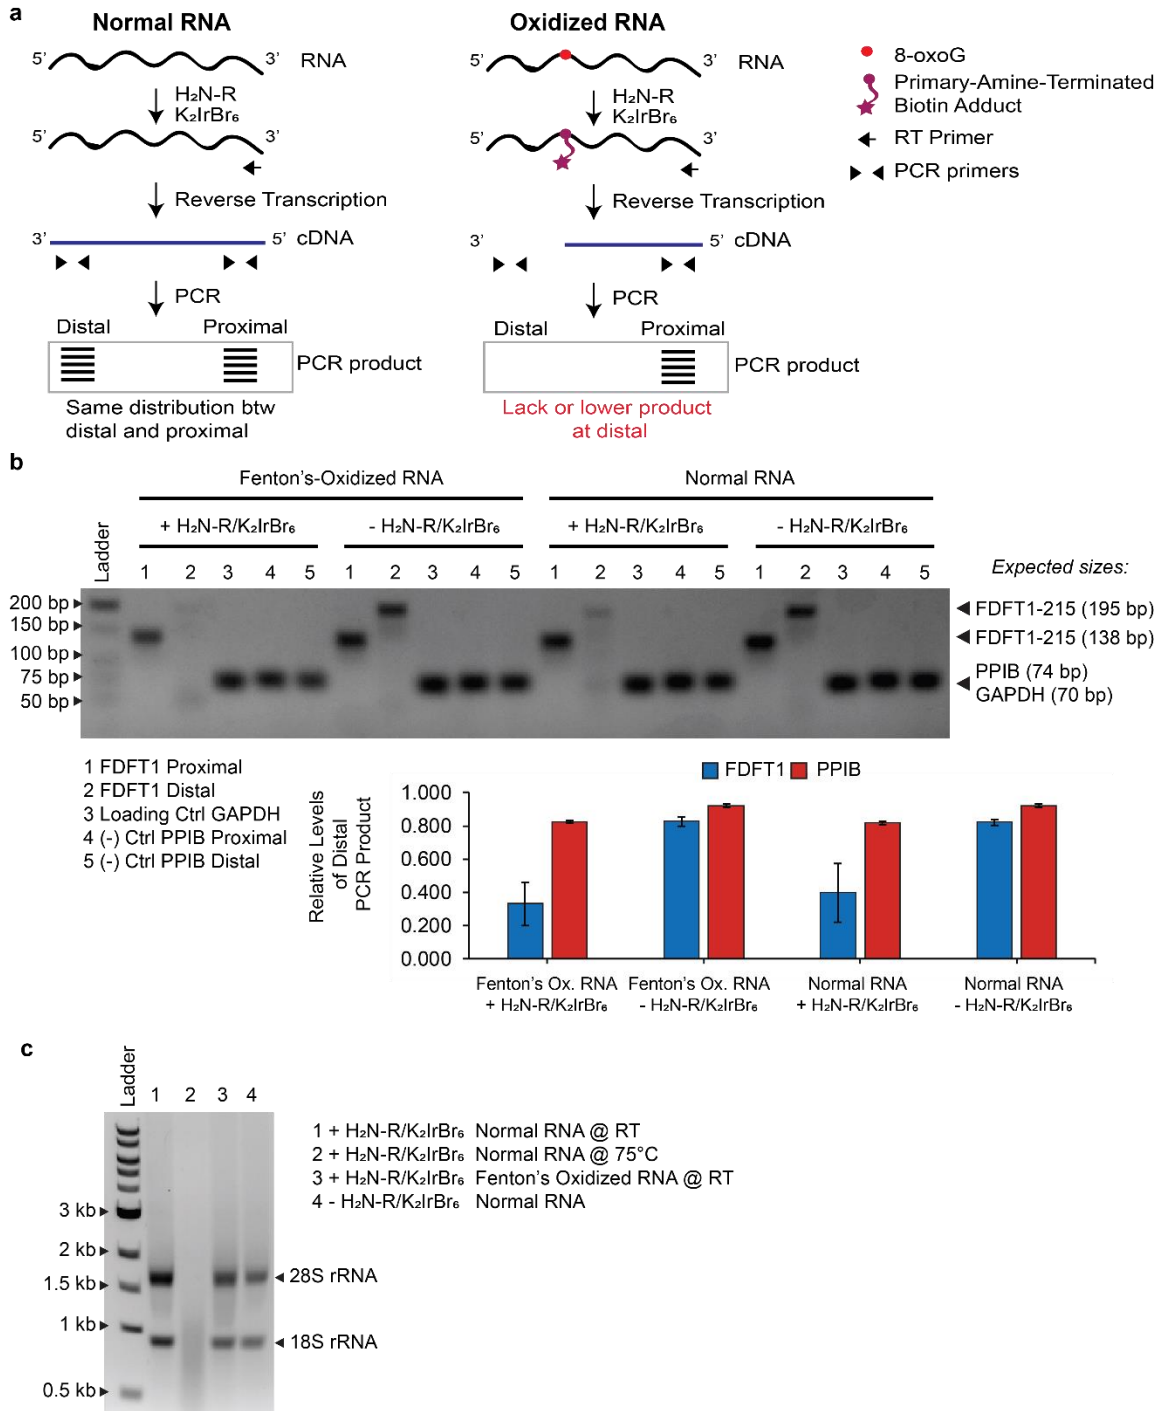 a
Normal RNA
Oxidized RNA
5’ 3’ RNA
5’ 3’ RNA
8-oxoG
Primary-Amine-Terminated
Biotin Adduct
RT Primer
PCR primers
H₂N-R
K₂IrBr₆
H₂N-R
K₂IrBr₆
5’ 3’
5’ 3’
Reverse Transcription
Reverse Transcription
3’ 5’ cDNA
3’ 5’ cDNA
PCR
PCR
Distal Proximal
Distal Proximal
PCR product
PCR product
Same distribution btw
distal and proximal
Lack or lower product
at distal
b
Fenton’s-Oxidized RNA
Normal RNA
+ H₂N-R/K₂IrBr₆
- H₂N-R/K₂IrBr₆
+ H₂N-R/K₂IrBr₆
- H₂N-R/K₂IrBr₆
Ladder
1 2 3 4 5 1 2 3 4 5 1 2 3 4 5 1 2 3 4 5
Expected sizes:
200 bp
150 bp
100 bp
75 bp
50 bp
FDFT1-215 (195 bp)
FDFT1-215 (138 bp)
PPIB (74 bp)
GAPDH (70 bp)
1 FDFT1 Proximal
2 FDFT1 Distal
3 Loading Ctrl GAPDH
4 (-) Ctrl PPIB Proximal
5 (-) Ctrl PPIB Distal
FDFT1 PPIB
Relative Levels
of Distal
PCR Product
1.000
0.800
0.600
0.400
0.200
0.000
Fenton’s Ox. RNA
+ H₂N-R/K₂IrBr₆
Fenton’s Ox. RNA
- H₂N-R/K₂IrBr₆
Normal RNA
+ H₂N-R/K₂IrBr₆
Normal RNA
- H₂N-R/K₂IrBr₆
c
Ladder
1 2 3 4
3 kb
2 kb
1.5 kb
1 kb
0.5 kb
28S rRNA
18S rRNA
1 + H₂N-R/K₂IrBr₆ Normal RNA @ RT
2 + H₂N-R/K₂IrBr₆ Normal RNA @ 75°C
3 + H₂N-R/K₂IrBr₆ Fenton’s Oxidized RNA @ RT
4 - H₂N-R/K₂IrBr₆ Normal RNA